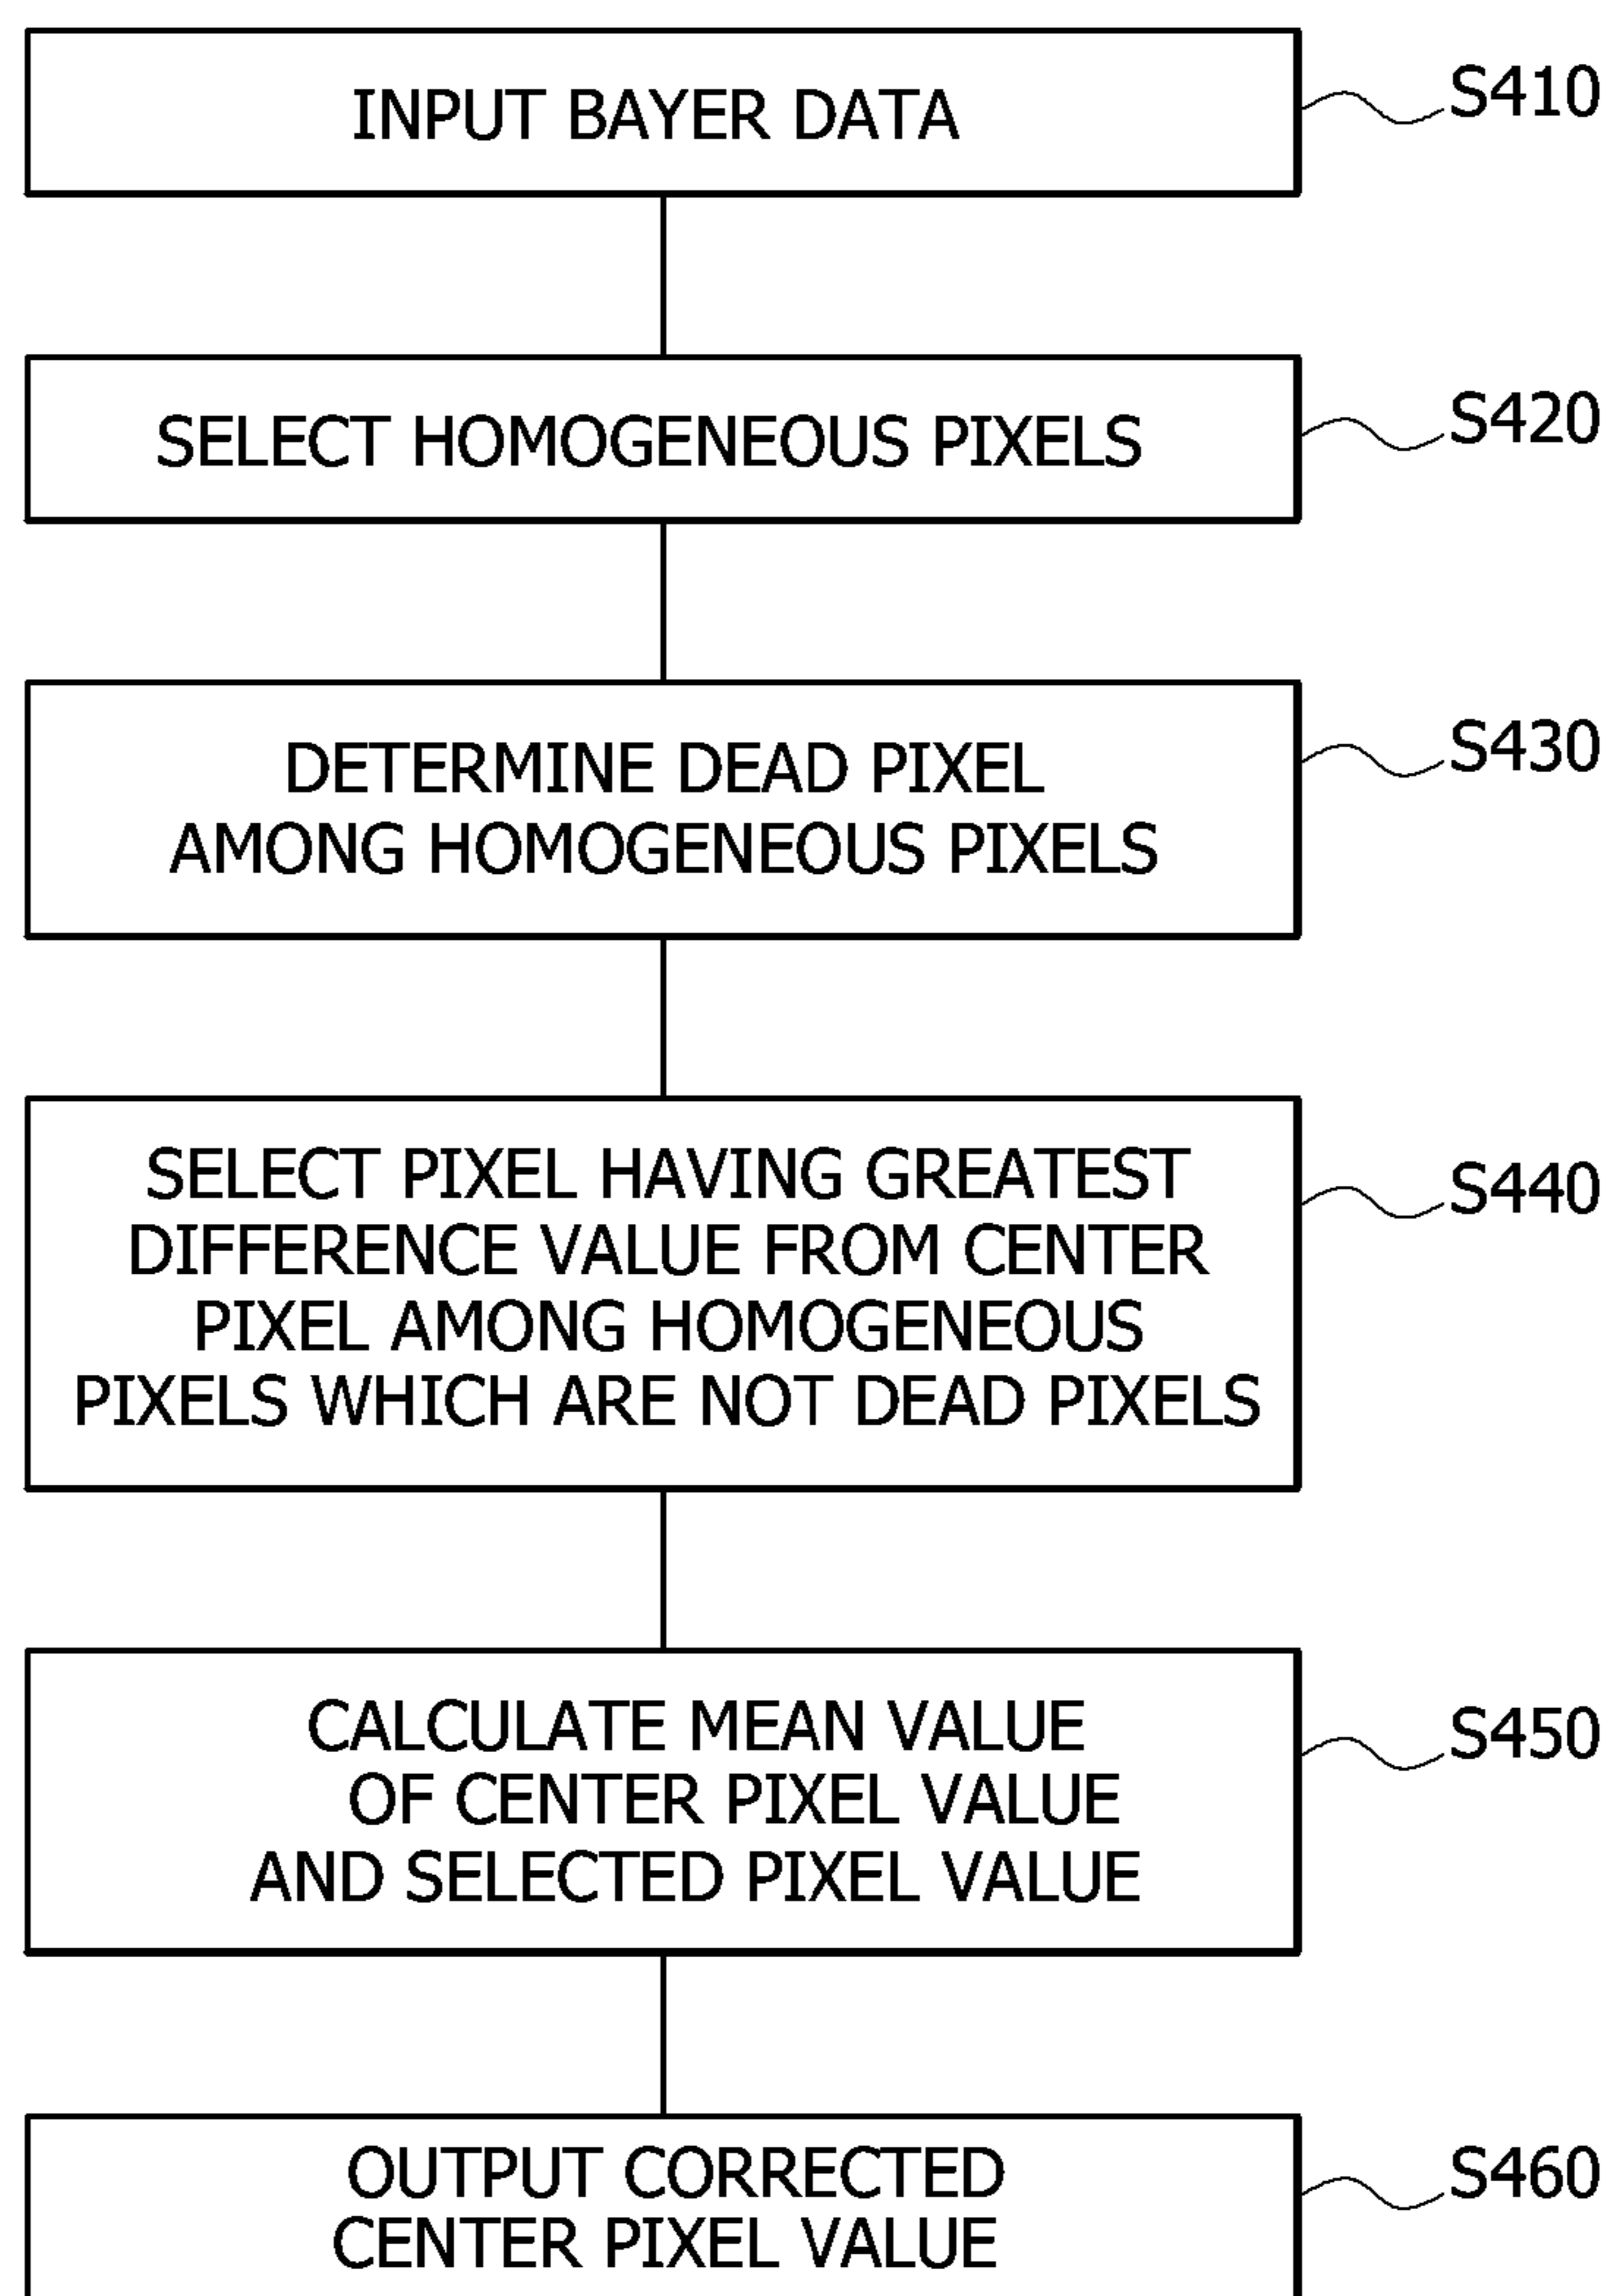 INPUT BAYER DATA
S410
SELECT HOMOGENEOUS PIXELS
S420
DETERMINE DEAD PIXEL
AMONG HOMOGENEOUS PIXELS
S430
SELECT PIXEL HAVING GREATEST
DIFFERENCE VALUE FROM CENTER
PIXEL AMONG HOMOGENEOUS
PIXELS WHICH ARE NOT DEAD PIXELS
S440
CALCULATE MEAN VALUE
OF CENTER PIXEL VALUE
AND SELECTED PIXEL VALUE
S450
OUTPUT CORRECTED
CENTER PIXEL VALUE
S460